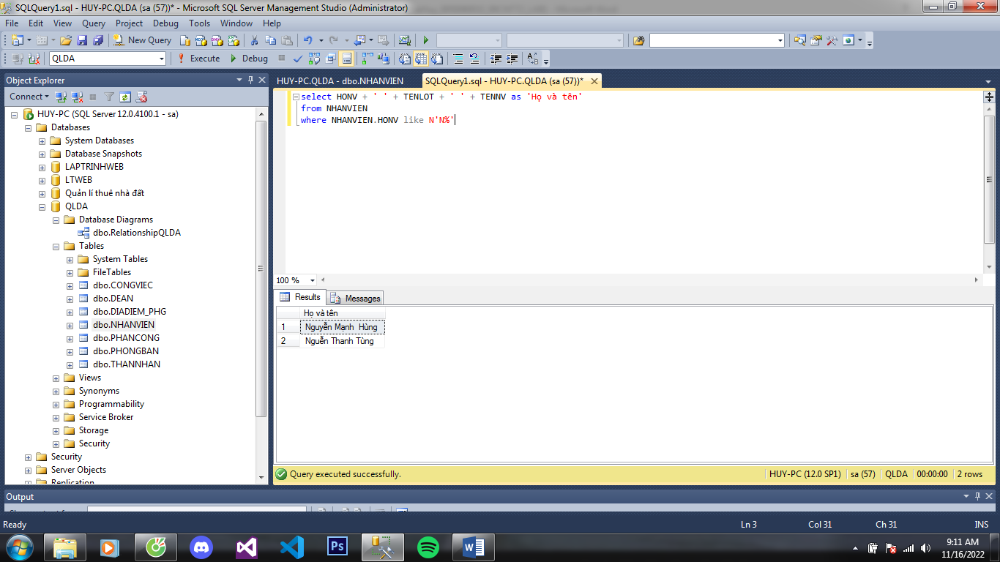 SQLQuery1.sql - HUY-PC.QLDA (sa (57))* - Microsoft SQL Server Management Studio (Administrator)
File Edit View Query Project Debug Tools Window Help
New Query
QLDA Execute Debug
Object Explorer
Connect
HUY-PC (SQL Server 12.0.4100.1 - sa)
Databases
System Databases
Database Snapshots
LAPTRINHWEB
LTWEB
Quản lí thuê nhà đất
QLDA
Database Diagrams
dbo.RelationshipQLDA
Tables
System Tables
FileTables
dbo.CONGVIEC
dbo.DEAN
dbo.DIADIEM_PHG
dbo.NHANVIEN
dbo.PHANCONG
dbo.PHONGBAN
dbo.THANNHAN
Views
Synonyms
Programmability
Service Broker
Storage
Security
Security
Server Objects
Replication
HUY-PC.QLDA - dbo.NHANVIEN
SQLQuery1.sql - HUY-PC.QLDA (sa (57))*
select HONV + ' ' + TENLOT + ' ' + TENNV as 'Họ và tên'
from NHANVIEN
where NHANVIEN.HONV like N'N%'
100 %
Results Messages
Họ và tên
1 Nguyễn Mạnh Hùng
2 Nguễn Thanh Tùng
Query executed successfully. HUY-PC (12.0 SP1) sa (57) QLDA 00:00:00 2 rows
Output
Ready Ln 3 Col 31 Ch 31 INS
Ps
9:11 AM
11/16/2022